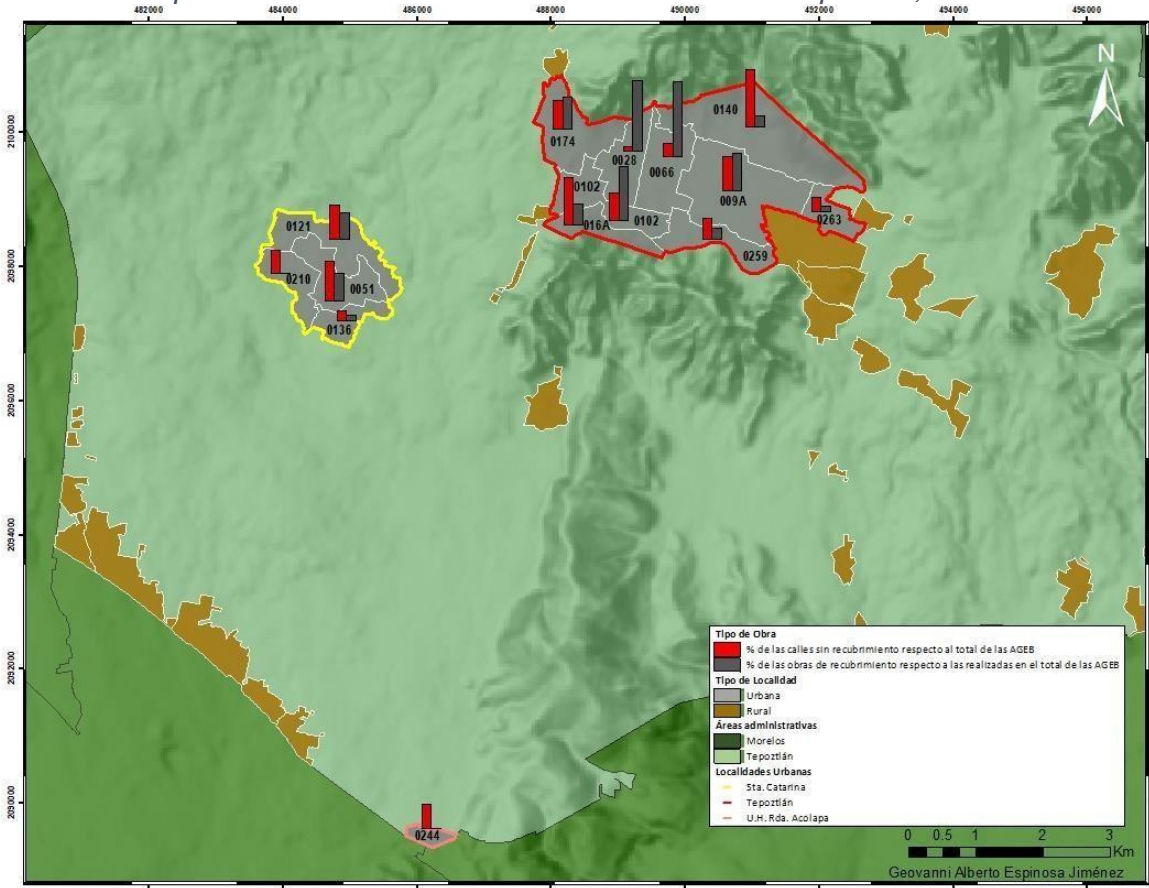 482000 484000 486000 488000 490000 492000 494000 496000
N
2100000
0140
0174
0028
0066
0102
009A
016A
0102
0263
0121
0259
2098000
0210
0051
0136
2096000
2094000
2092000
Tipo de Obra
% de las calles sin recubrimiento respecto al total de las AGEB
% de las obras de recubrimiento respecto a las realizadas en el total de las AGEB
Tipo de Localidad
Urbana
Rural
Áreas administrativas
Morelos
Tepoztlán
Localidades Urbanas
Sta. Catarina
Tepoztlán
U.H. Rda. Acolapa
2090000
0244
0 0.5 1 2 3
Km
Geovanni Alberto Espinosa Jiménez